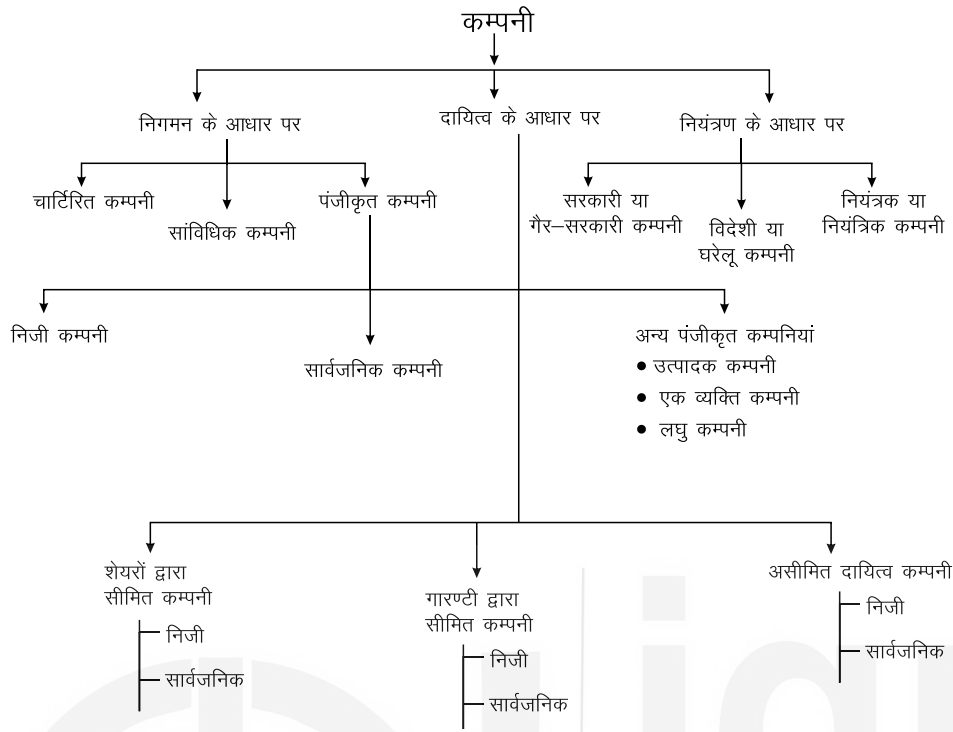 कम्पनी
निगमन के आधार पर
दायित्व के आधार पर
नियंत्रण के आधार पर
चार्टिरित कम्पनी
सांविधिक कम्पनी
पंजीकृत कम्पनी
सरकारी या
गैर–सरकारी कम्पनी
विदेशी या
घरेलू कम्पनी
नियंत्रक या
नियंत्रिक कम्पनी
निजी कम्पनी
सार्वजनिक कम्पनी
अन्य पंजीकृत कम्पनियां
● उत्पादक कम्पनी
● एक व्यक्ति कम्पनी
● लघु कम्पनी
शेयरों द्वारा
सीमित कम्पनी
निजी
सार्वजनिक
गारण्टी द्वारा
सीमित कम्पनी
निजी
सार्वजनिक
असीमित दायित्व कम्पनी
निजी
सार्वजनिक